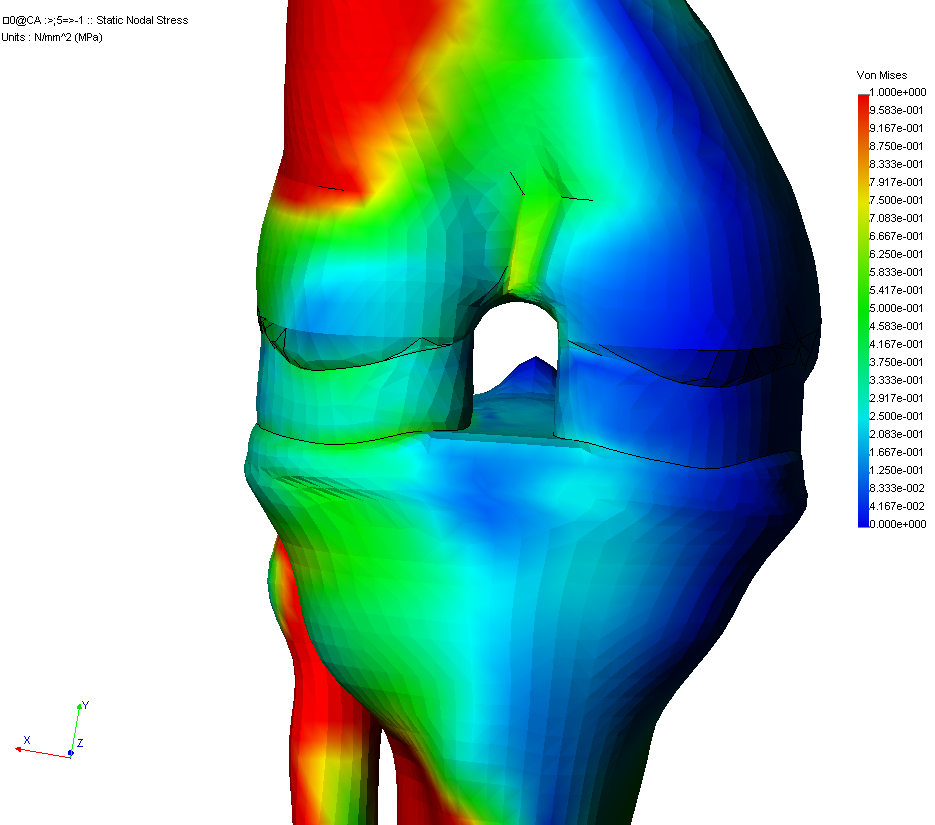 □0@CA :>;5=>-1 :: Static Nodal Stress
Units : N/mm^2 (MPa)
Von Mises
1.000e+000
9.583e-001
9.167e-001
8.750e-001
8.333e-001
7.917e-001
7.500e-001
7.083e-001
6.667e-001
6.250e-001
5.833e-001
5.417e-001
5.000e-001
4.583e-001
4.167e-001
3.750e-001
3.333e-001
2.917e-001
2.500e-001
2.083e-001
1.667e-001
1.250e-001
8.333e-002
4.167e-002
0.000e+000
Y
X
Z